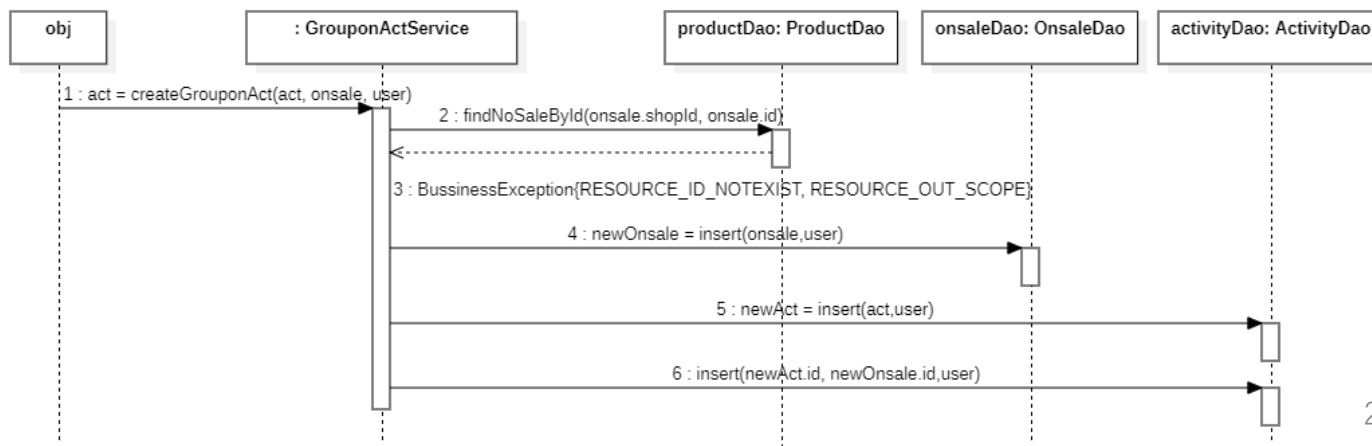 obj
: GrouponActService
productDao: ProductDao
onsaleDao: OnsaleDao
activityDao: ActivityDao
1 : act = createGrouponAct(act, onsale, user)
2 : findNoSaleById(onsale.shopId, onsale.id)
3 : BussinessException{RESOURCE_ID_NOTEXIST, RESOURCE_OUT_SCOPE}
4 : newOnsale = insert(onsale,user)
5 : newAct = insert(act,user)
6 : insert(newAct.id, newOnsale.id,user)
2